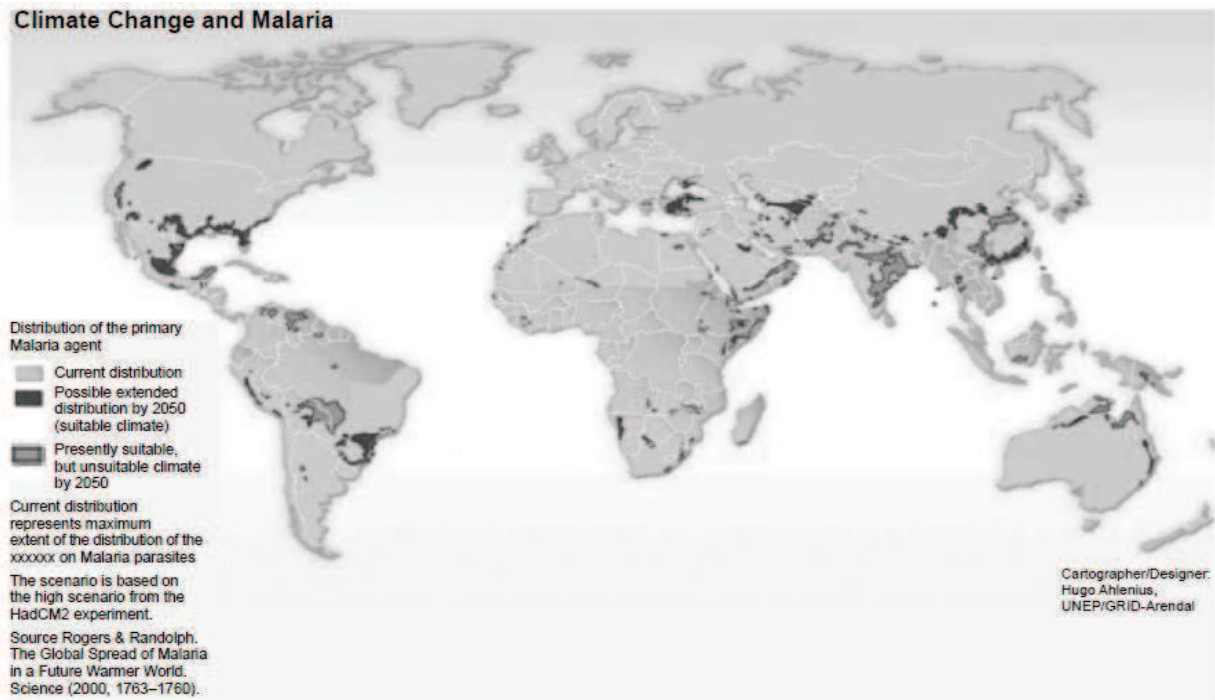 Climate Change and Malaria
Distribution of the primary
Malaria agent
Current distribution
Possible extended
distribution by 2050
(suitable climate)
Presently suitable,
but unsuitable climate
by 2050
Current distribution
represents maximum
extent of the distribution of the
xxxxxx on Malaria parasites
The scenario is based on
the high scenario from the
HadCM2 experiment.
Source Rogers & Randolph.
The Global Spread of Malaria
in a Future Warmer World.
Science (2000, 1763–1760).
Cartographer/Designer:
Hugo Ahlenius,
UNEP/GRID-Arendal